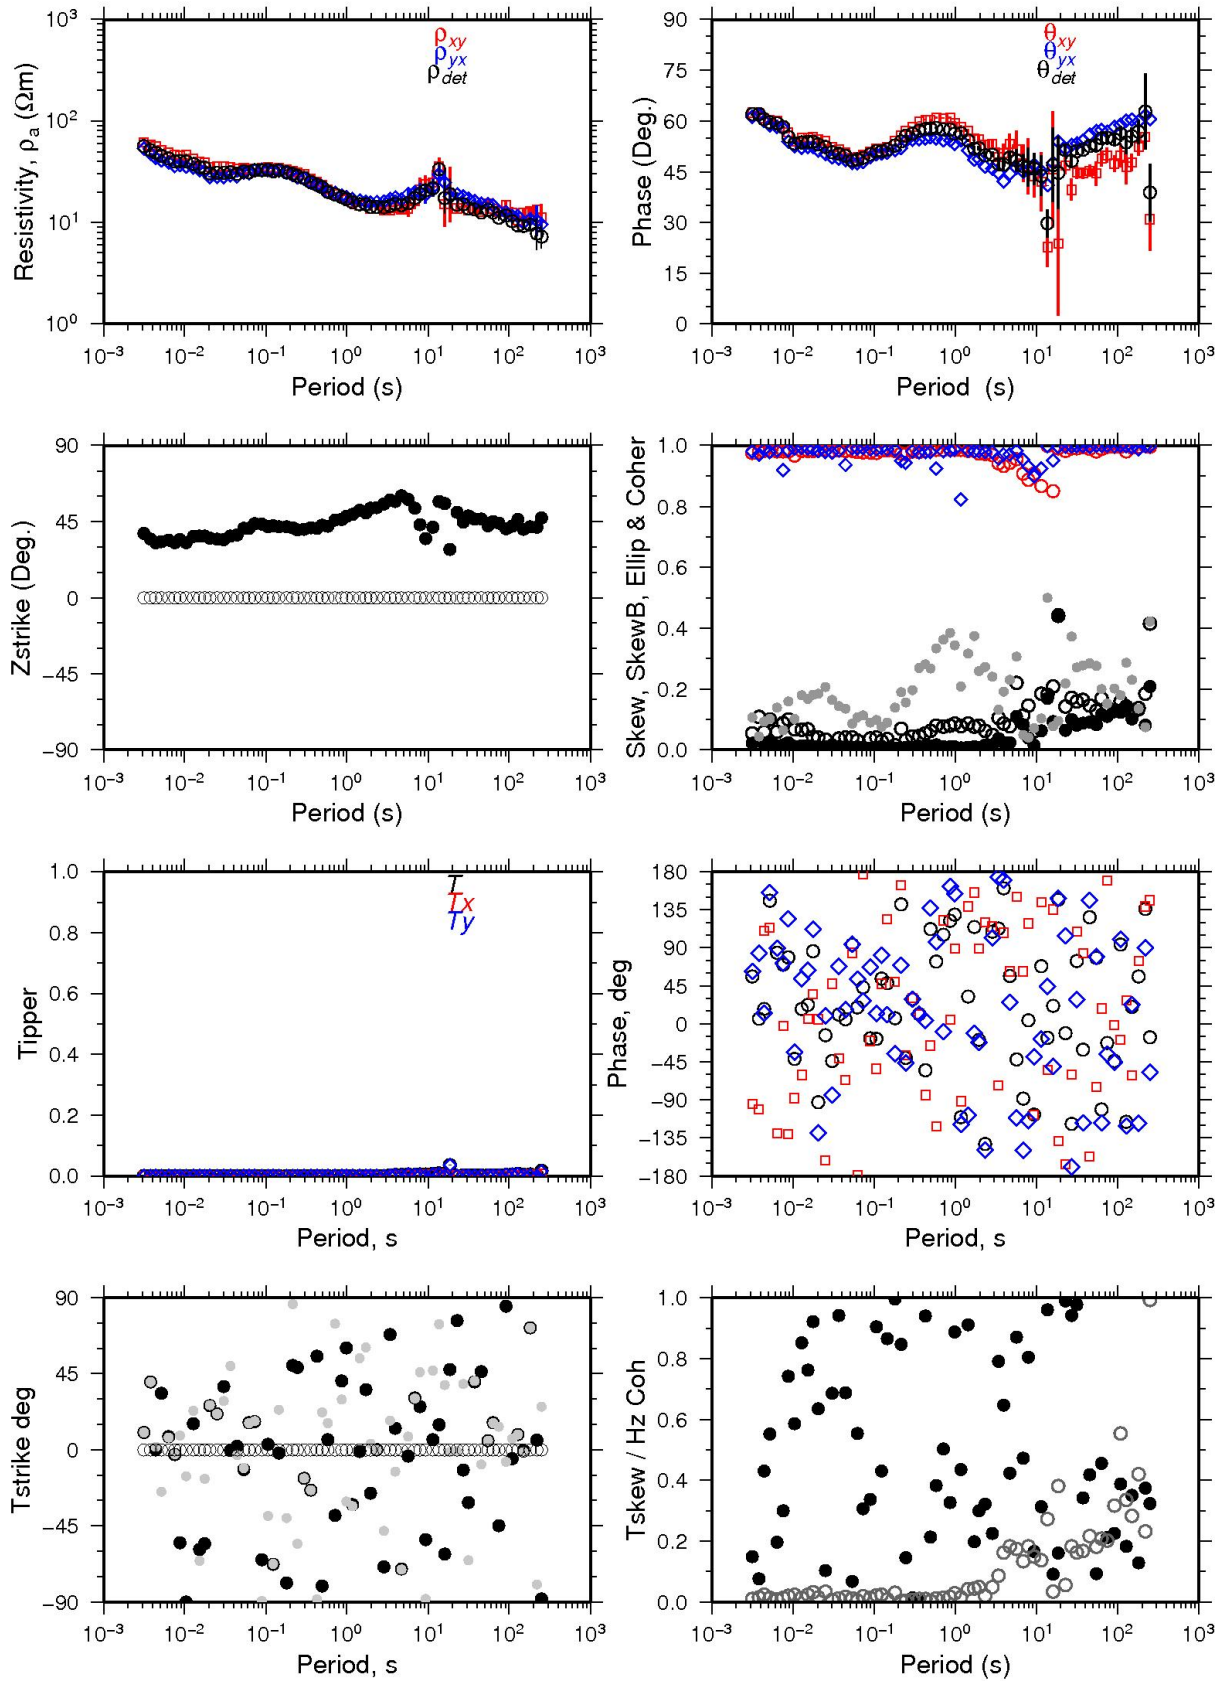 Resistivity, ρa (Ωm)
10³
10²
10¹
10⁰
ρxy
ρyx
ρdet
10⁻³ 10⁻² 10⁻¹ 10⁰ 10¹ 10² 10³
Period (s)
Phase (Deg.)
90
75
60
45
30
15
0
θxy
θyx
θdet
10⁻³ 10⁻² 10⁻¹ 10⁰ 10¹ 10² 10³
Period (s)
Zstrike (Deg.)
90
45
0
−45
−90
10⁻³ 10⁻² 10⁻¹ 10⁰ 10¹ 10² 10³
Period (s)
Skew, SkewB, Ellip & Coher
1.0
0.8
0.6
0.4
0.2
0.0
10⁻³ 10⁻² 10⁻¹ 10⁰ 10¹ 10² 10³
Period (s)
Tipper
1.0
0.8
0.6
0.4
0.2
0.0
T
Tx
Ty
10⁻³ 10⁻² 10⁻¹ 10⁰ 10¹ 10² 10³
Period, s
Phase, deg
180
135
90
45
0
−45
−90
−135
−180
10⁻³ 10⁻² 10⁻¹ 10⁰ 10¹ 10² 10³
Period, s
Tstrike deg
90
45
0
−45
−90
10⁻³ 10⁻² 10⁻¹ 10⁰ 10¹ 10² 10³
Period, s
Tskew / Hz Coh
1.0
0.8
0.6
0.4
0.2
0.0
10⁻³ 10⁻² 10⁻¹ 10⁰ 10¹ 10² 10³
Period (s)